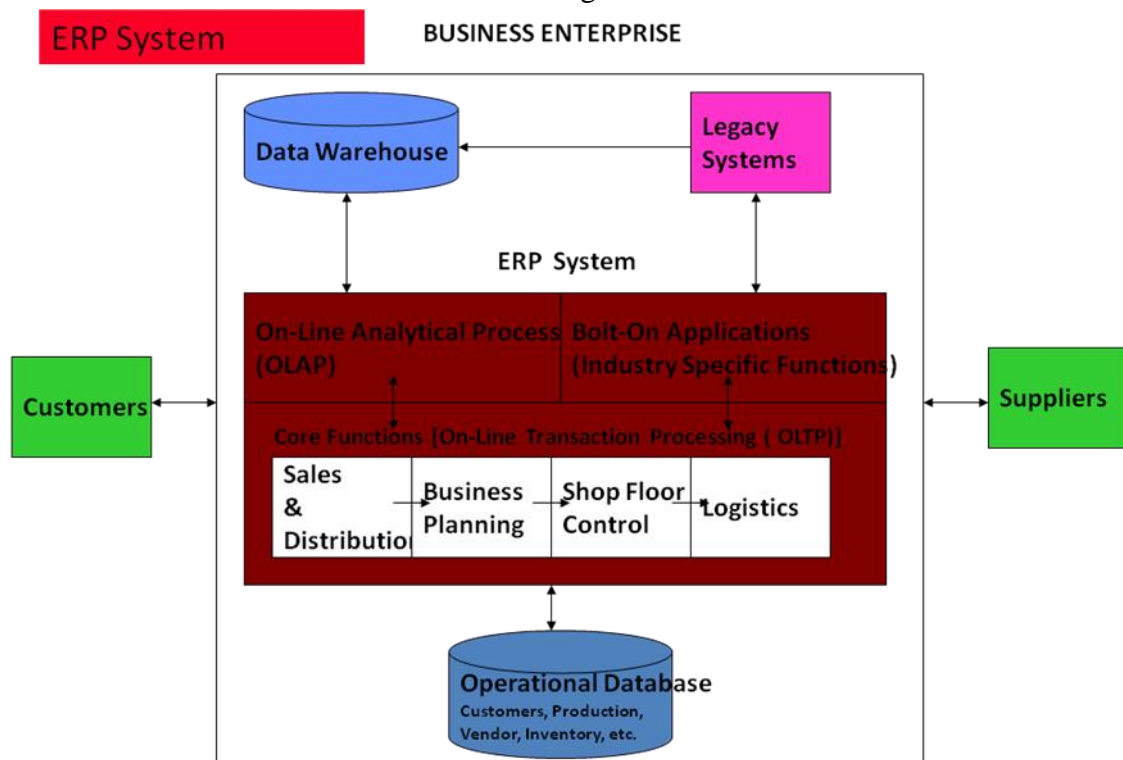 ERP System
BUSINESS ENTERPRISE
Data Warehouse
Legacy
Systems
ERP System
On-Line Analytical Process
(OLAP)
Bolt-On Applications
(Industry Specific Functions)
Customers
Suppliers
Core Functions [On-Line Transaction Processing ( OLTP)]
Sales
&
Distribution
Business
Planning
Shop Floor
Control
Logistics
Operational Database
Customers, Production,
Vendor, Inventory, etc.